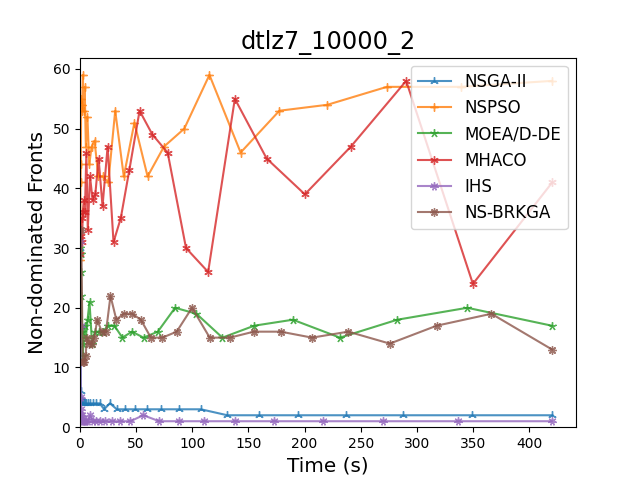 dtlz7_10000_2
Non-dominated Fronts
60
50
40
30
20
10
0
0 50 100 150 200 250 300 350 400
Time (s)
NSGA-II
NSPSO
MOEA/D-DE
MHACO
IHS
NS-BRKGA